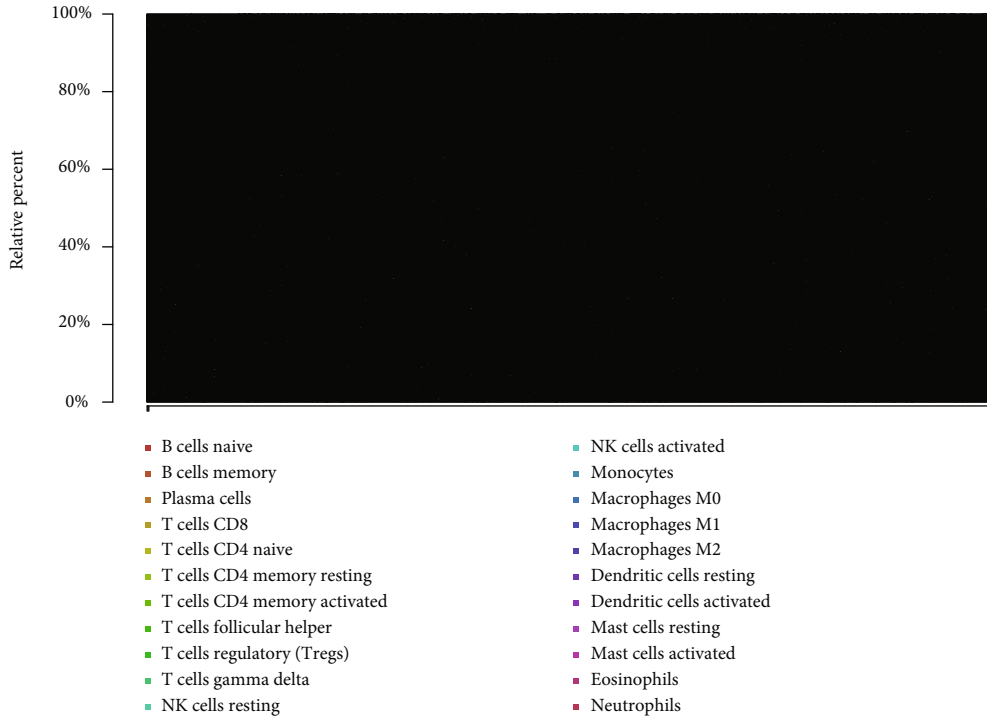 100%
80%
60%
40%
20%
0%
Relative percent
B cells naive
B cells memory
Plasma cells
T cells CD8
T cells CD4 naive
T cells CD4 memory resting
T cells CD4 memory activated
T cells follicular helper
T cells regulatory (Tregs)
T cells gamma delta
NK cells resting
NK cells activated
Monocytes
Macrophages M0
Macrophages M1
Macrophages M2
Dendritic cells resting
Dendritic cells activated
Mast cells resting
Mast cells activated
Eosinophils
Neutrophils